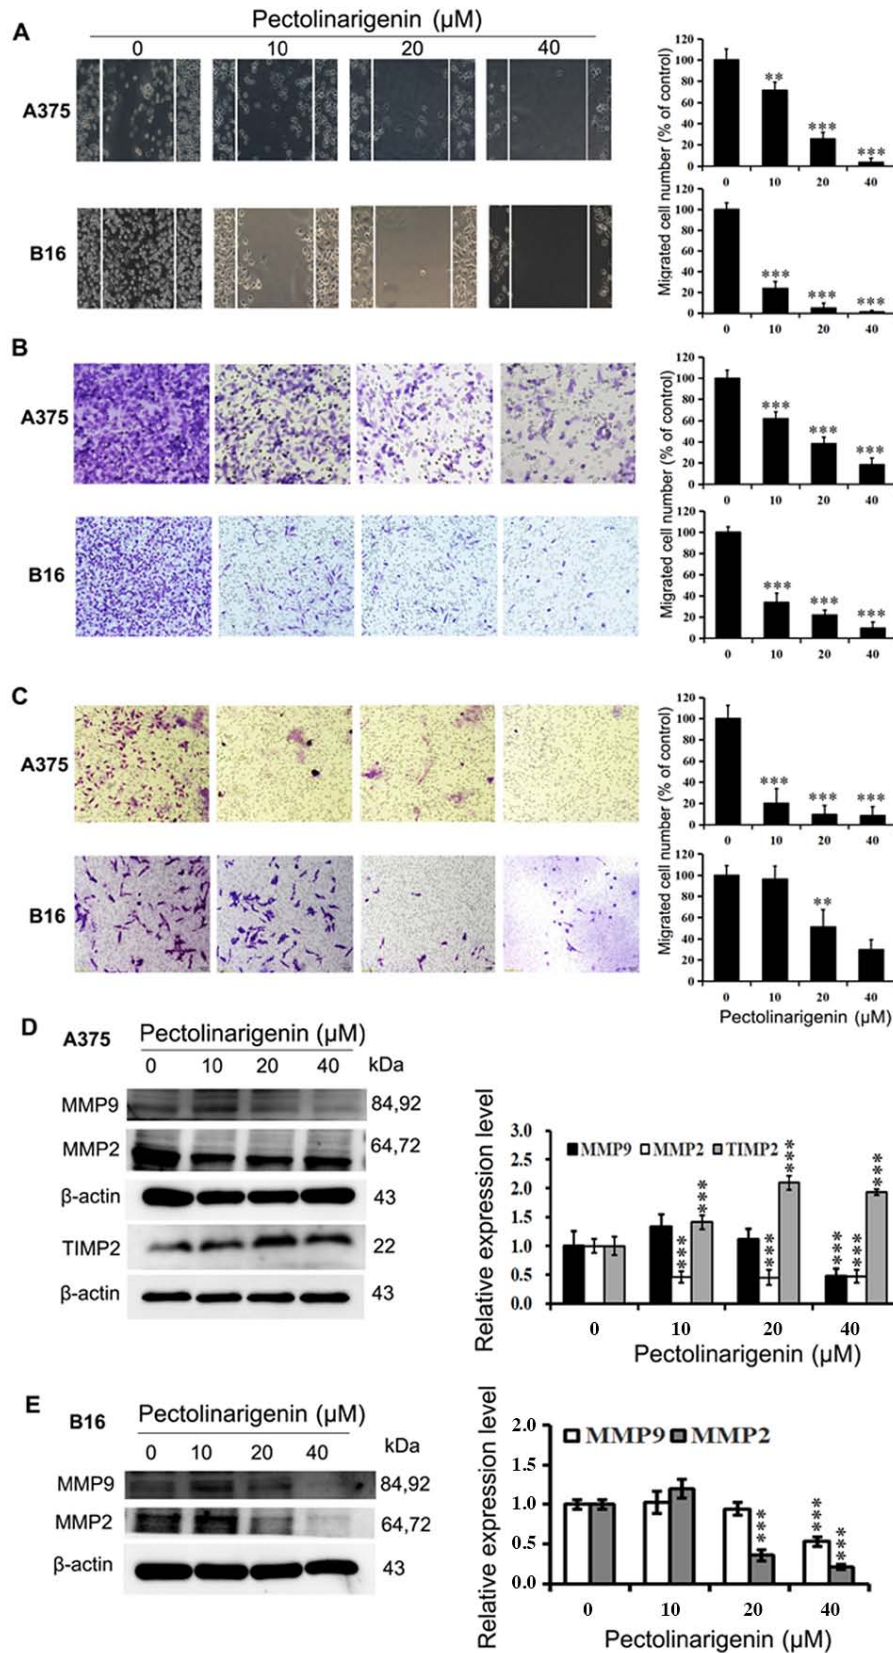 A
Pectolinarigenin (µM)
0 10 20 40
A375
B16
Migrated cell number (% of control)
120
100
80
60
40
20
0
** *** ***
0 10 20 40
120
100
80
60
40
20
0
*** *** ***
0 10 20 40
B
A375
B16
Migrated cell number (% of control)
120
100
80
60
40
20
0
*** *** ***
0 10 20 40
120
100
80
60
40
20
0
*** *** ***
0 10 20 40
C
A375
B16
Migrated cell number (% of control)
120
100
80
60
40
20
0
*** *** ***
0 10 20 40
120
100
80
60
40
20
0
**
0 10 20 40
Pectolinarigenin (µM)
D
A375
Pectolinarigenin (µM)
0 10 20 40 kDa
MMP9 84,92
MMP2 64,72
β-actin 43
TIMP2 22
β-actin 43
Relative expression level
3.0
2.5
2.0
1.5
1.0
0.5
0.0
MMP9 MMP2 TIMP2
*** *** *** *** *** *** ***
0 10 20 40
Pectolinarigenin (µM)
E
B16
Pectolinarigenin (µM)
0 10 20 40 kDa
MMP9 84,92
MMP2 64,72
β-actin 43
Relative expression level
2.0
1.5
1.0
0.5
0.0
MMP9 MMP2
*** *** ***
0 10 20 40
Pectolinarigenin (µM)